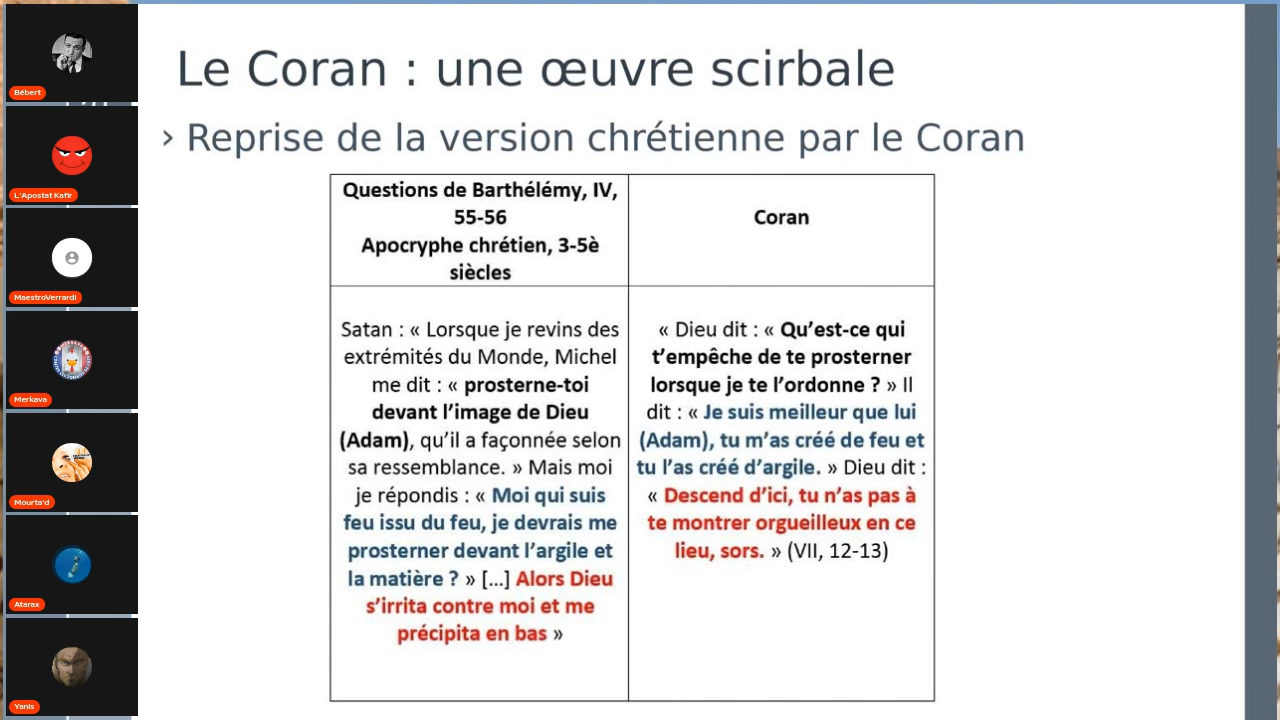 Le Coran : une œuvre scirbale
› Reprise de la version chrétienne par le Coran
Questions de Barthélémy, IV,
55-56
Apocryphe chrétien, 3-5è
siècles
Coran
Satan : « Lorsque je revins des
extrémités du Monde, Michel
me dit : « prosterne-toi
devant l’image de Dieu
(Adam), qu’il a façonnée selon
sa ressemblance. » Mais moi
je répondis : « Moi qui suis
feu issu du feu, je devrais me
prosterner devant l’argile et
la matière ? » [...] Alors Dieu
s’irrita contre moi et me
précipita en bas »
« Dieu dit : « Qu’est-ce qui
t’empêche de te prosterner
lorsque je te l’ordonne ? » Il
dit : « Je suis meilleur que lui
(Adam), tu m’as créé de feu et
tu l’as créé d’argile. » Dieu dit :
« Descend d’ici, tu n’as pas à
te montrer orgueilleux en ce
lieu, sors. » (VII, 12-13)
Bébert
L'Apostat Kafir
MaestroVerrardi
Merkava
Mourta'd
Atarax
Yanis